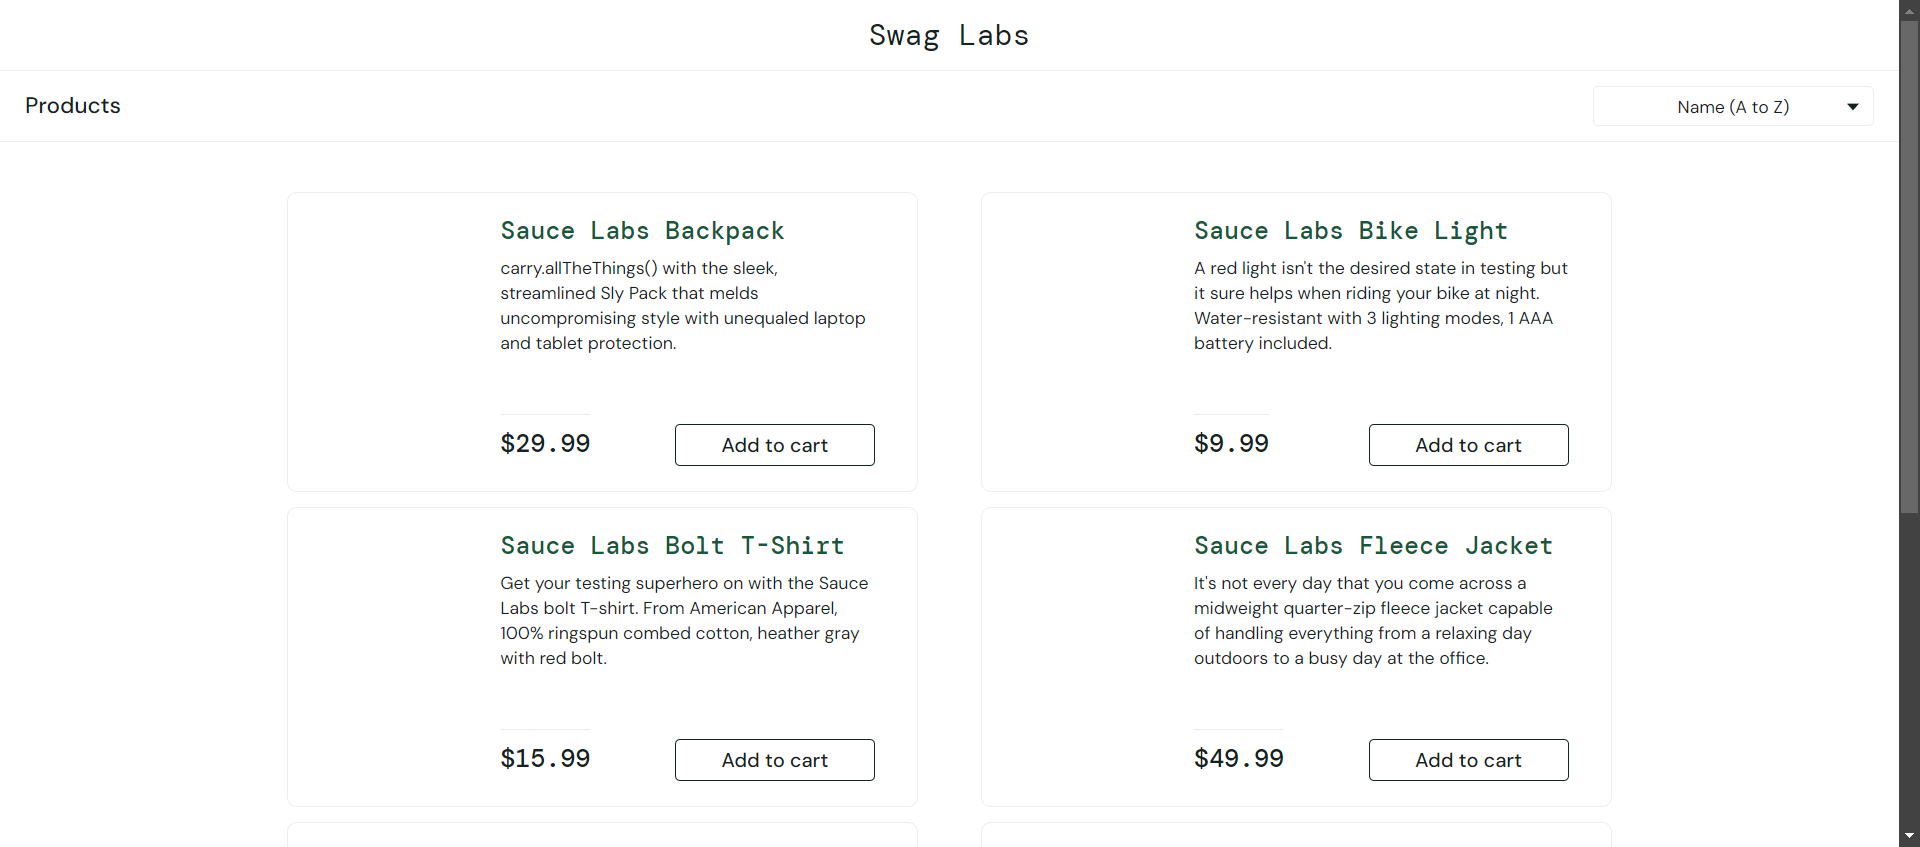 Swag Labs
Products
Name (A to Z)
Sauce Labs Backpack
carry.allTheThings() with the sleek,
streamlined Sly Pack that melds
uncompromising style with unequaled laptop
and tablet protection.
$29.99
Add to cart
Sauce Labs Bike Light
A red light isn't the desired state in testing but
it sure helps when riding your bike at night.
Water-resistant with 3 lighting modes, 1 AAA
battery included.
$9.99
Add to cart
Sauce Labs Bolt T-Shirt
Get your testing superhero on with the Sauce
Labs bolt T-shirt. From American Apparel,
100% ringspun combed cotton, heather gray
with red bolt.
$15.99
Add to cart
Sauce Labs Fleece Jacket
It's not every day that you come across a
midweight quarter-zip fleece jacket capable
of handling everything from a relaxing day
outdoors to a busy day at the office.
$49.99
Add to cart